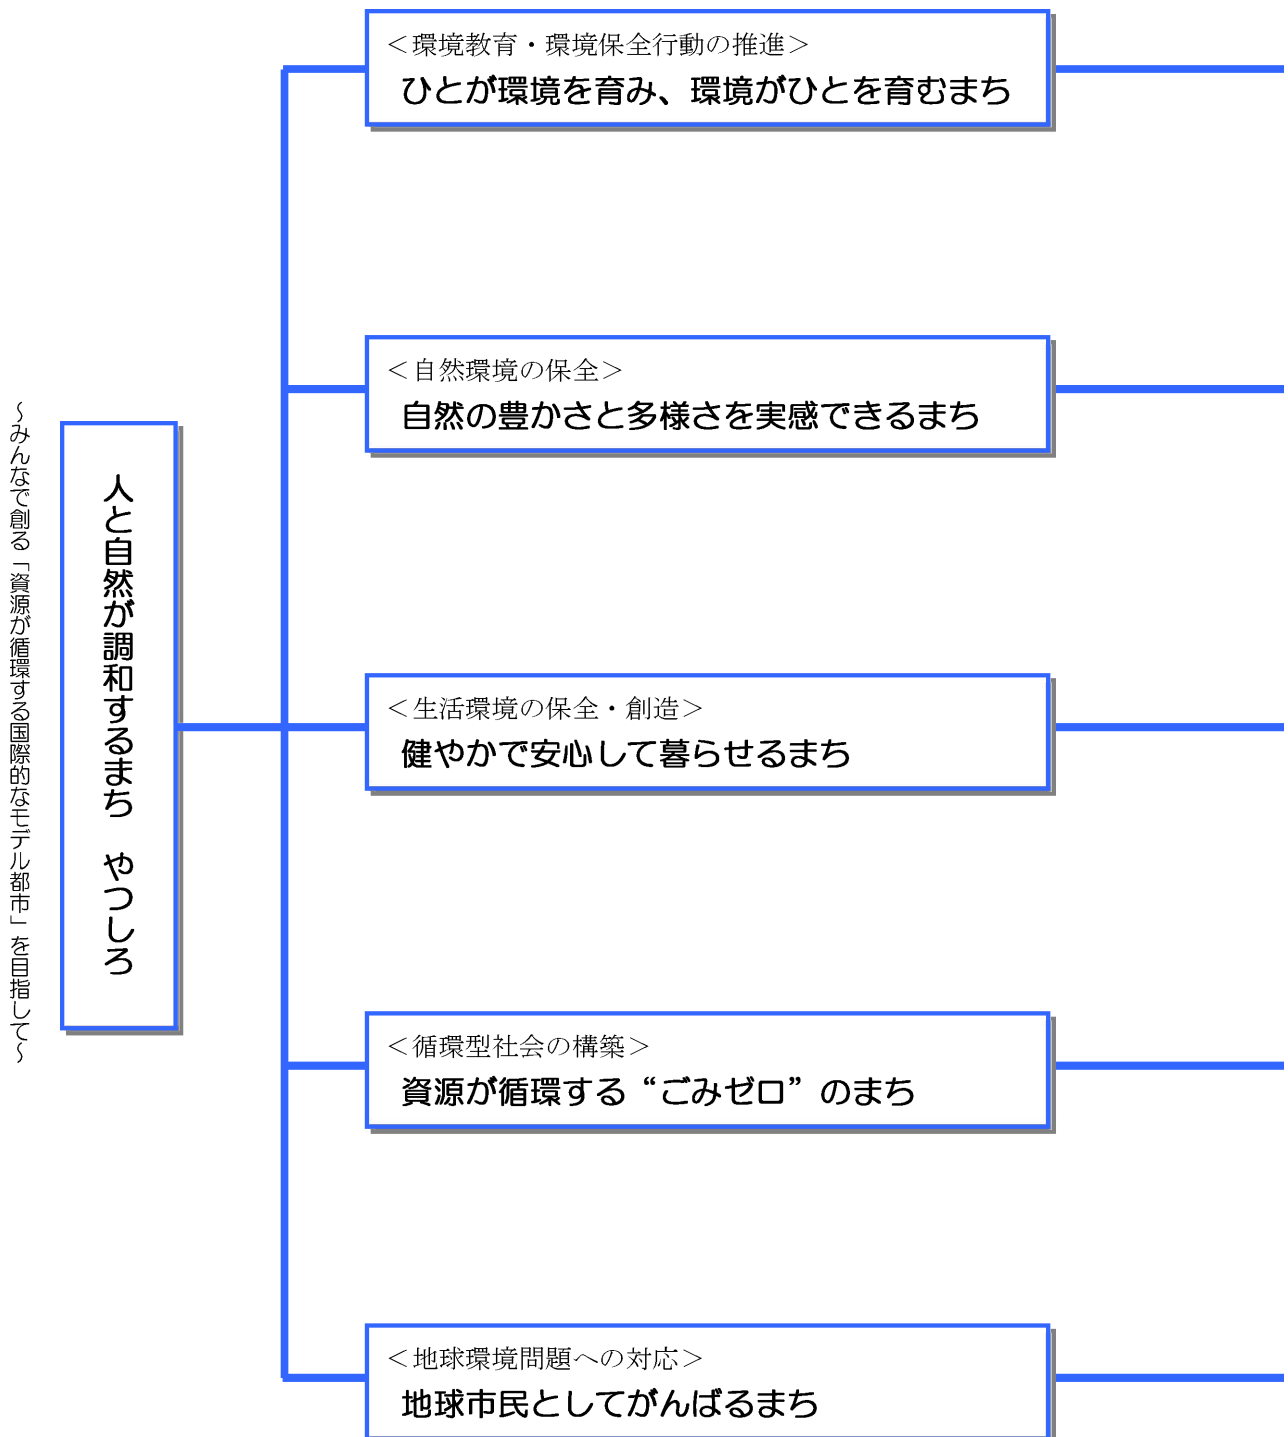 ～みんなで創る「資源が循環する国際的なモデル都市」を目指して～
人と自然が調和するまち　やつしろ
＜環境教育・環境保全行動の推進＞
ひとが環境を育み、環境がひとを育むまち
＜自然環境の保全＞
自然の豊かさと多様さを実感できるまち
＜生活環境の保全・創造＞
健やかで安心して暮らせるまち
＜循環型社会の構築＞
資源が循環する“ごみゼロ”のまち
＜地球環境問題への対応＞
地球市民としてがんばるまち